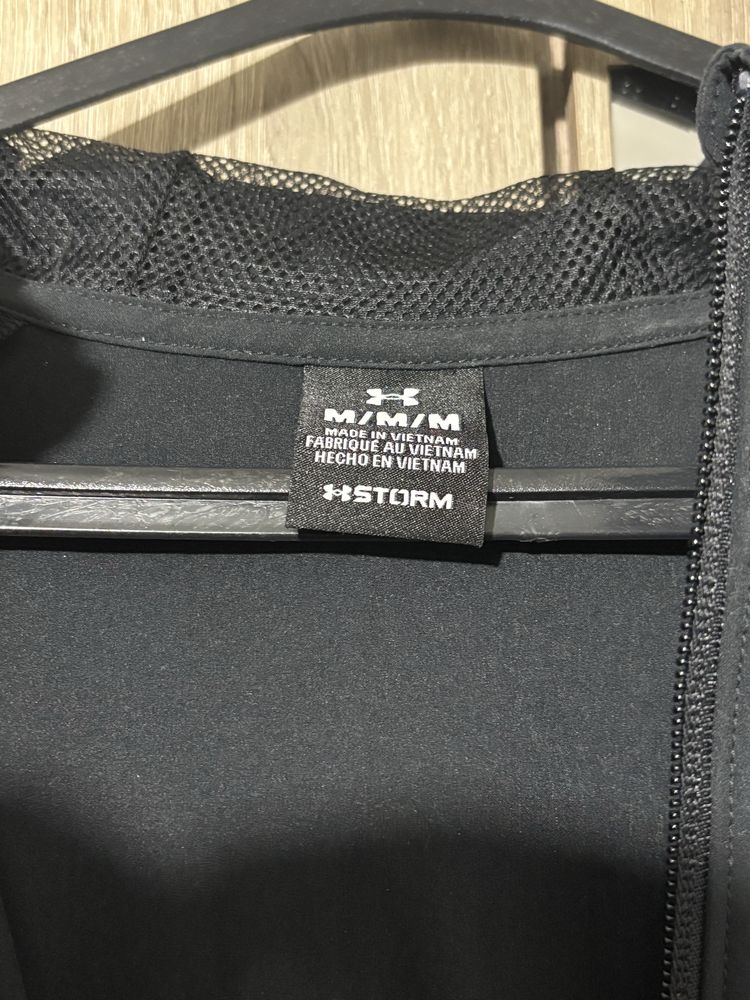 M/M/M
MADE IN VIETNAM
FABRIQUÉ AU VIETNAM
HECHO EN VIETNAM
STORM